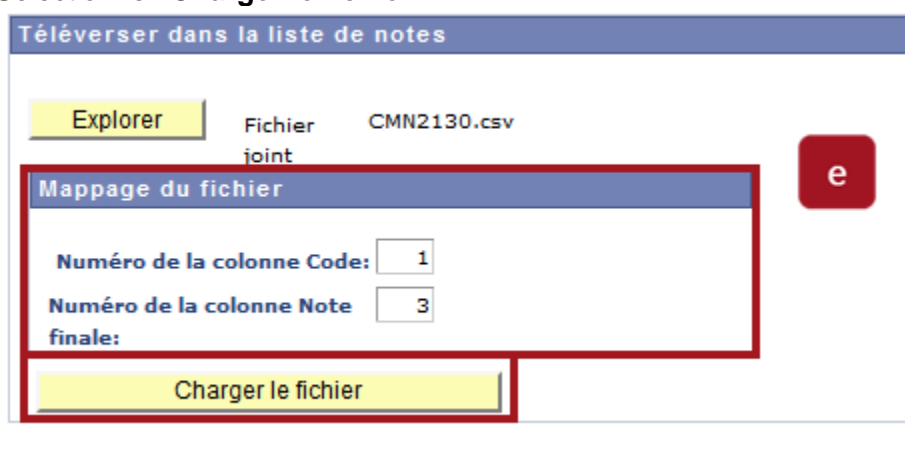 Téléverser dans la liste de notes
Explorer
Fichier joint
CMN2130.csv
e
Mappage du fichier
Numéro de la colonne Code: 1
Numéro de la colonne Note finale: 3
Charger le fichier